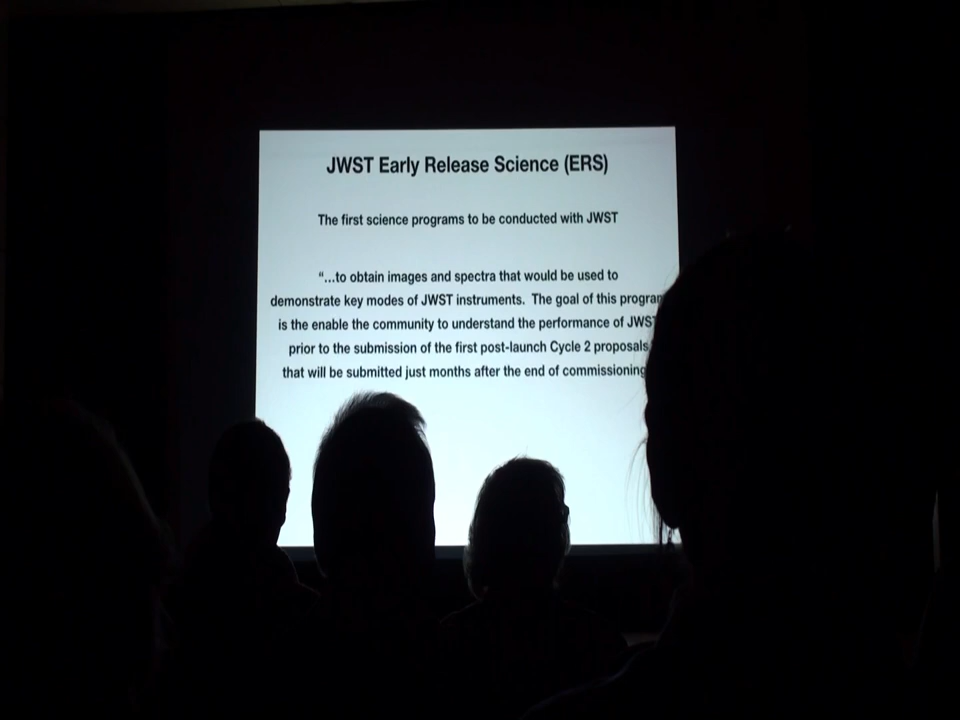 JWST Early Release Science (ERS)
The first science programs to be conducted with JWST
“...to obtain images and spectra that would be used to
demonstrate key modes of JWST instruments. The goal of this
is the enable the community to understand the performance of JWST
prior to the submission of the first post-launch Cycle 2 proposals
that will be submitted just months after the end of commissioning